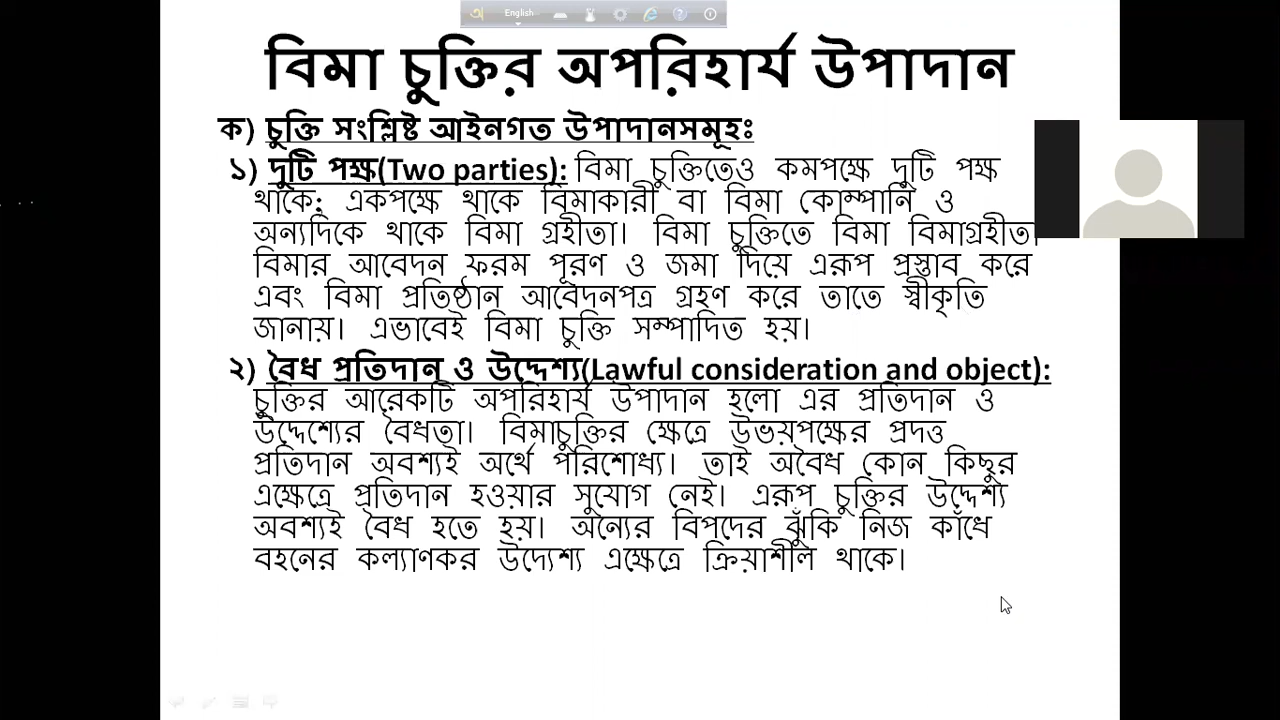 English
বিমা চুক্তির অপরিহার্য উপাদান
ক) চুক্তি সংশ্লিষ্ট আইনগত উপাদানসমূহঃ
১) দুটি পক্ষ(Two parties): বিমা চুক্তিতেও কমপক্ষে দুটি পক্ষ
থাকে; একপক্ষে থাকে বিমাকারী বা বিমা কোম্পানি ও
অন্যদিকে থাকে বিমা গ্রহীতা। বিমা চুক্তিতে বিমা বিমাগ্রহীতা
বিমার আবেদন ফরম পূরণ ও জমা দিয়ে এরূপ প্রস্তাব করে
এবং বিমা প্রতিষ্ঠান আবেদনপত্র গ্রহণ করে তাতে স্বীকৃতি
জানায়। এভাবেই বিমা চুক্তি সম্পাদিত হয়।
২) বৈধ প্রতিদান ও উদ্দেশ্য(Lawful consideration and object):
চুক্তির আরেকটি অপরিহার্য উপাদান হলো এর প্রতিদান ও
উদ্দেশ্যের বৈধতা। বিমাচুক্তির ক্ষেত্রে উভয়পক্ষের প্রদত্ত
প্রতিদান অবশ্যই অর্থে পরিশোধ্য। তাই অবৈধ কোন কিছুর
এক্ষেত্রে প্রতিদান হওয়ার সুযোগ নেই। এরূপ চুক্তির উদ্দেশ্য
অবশ্যই বৈধ হতে হয়। অন্যের বিপদের ঝুঁকি নিজ কাঁধে
বহনের কল্যাণকর উদ্যেশ্য এক্ষেত্রে ক্রিয়াশীল থাকে।